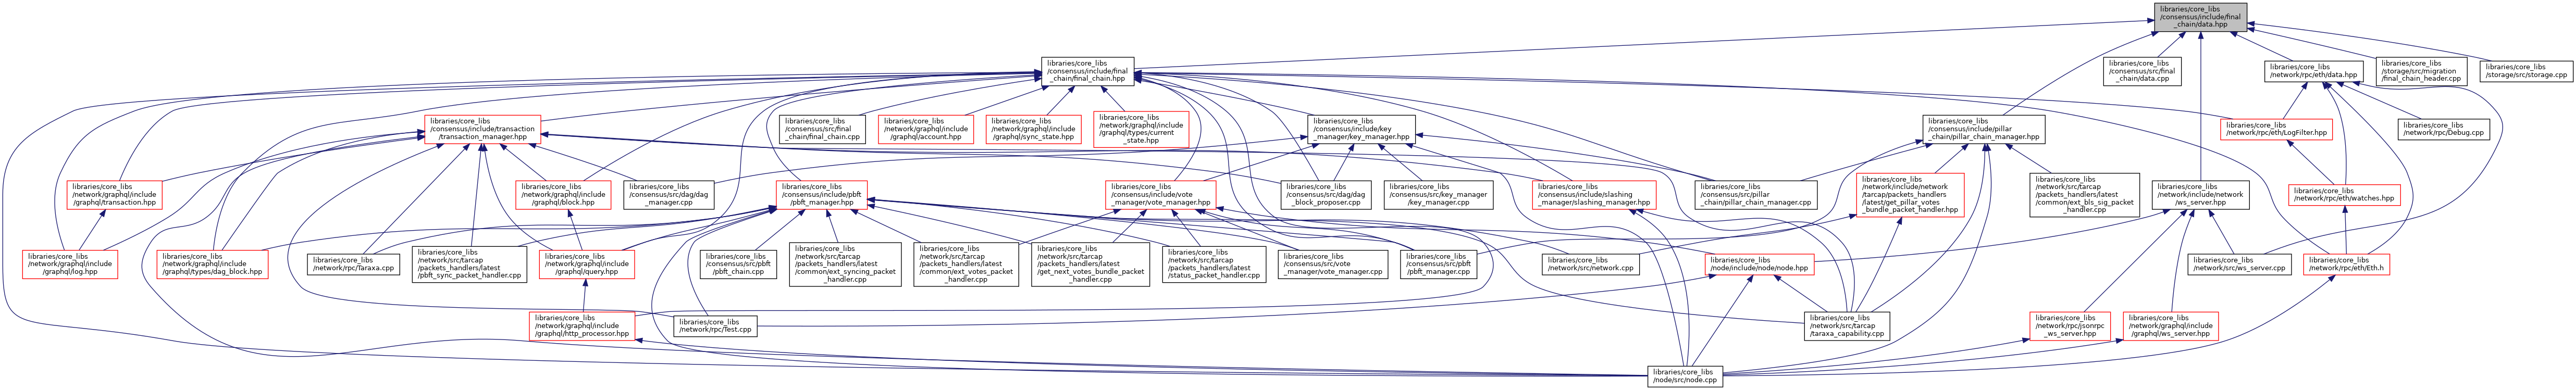 libraries/core_libs
/consensus/include/final
_chain/data.hpp
libraries/core_libs
/consensus/include/final
_chain/final_chain.hpp
libraries/core_libs
/consensus/src/final
_chain/data.cpp
libraries/core_libs
/network/rpc/eth/data.hpp
libraries/core_libs
/storage/src/migration
/final_chain_header.cpp
libraries/core_libs
/storage/src/storage.cpp
libraries/core_libs
/consensus/include/transaction
/transaction_manager.hpp
libraries/core_libs
/consensus/src/final
_chain/final_chain.cpp
libraries/core_libs
/network/graphql/include
/graphql/account.hpp
libraries/core_libs
/network/graphql/include
/graphql/sync_state.hpp
libraries/core_libs
/network/graphql/include
/graphql/types/current
_state.hpp
libraries/core_libs
/consensus/include/key
_manager/key_manager.hpp
libraries/core_libs
/consensus/include/pillar
_chain/pillar_chain_manager.hpp
libraries/core_libs
/network/rpc/eth/LogFilter.hpp
libraries/core_libs
/network/rpc/Debug.cpp
libraries/core_libs
/network/graphql/include
/graphql/transaction.hpp
libraries/core_libs
/network/graphql/include
/graphql/block.hpp
libraries/core_libs
/consensus/src/dag/dag
_manager.cpp
libraries/core_libs
/consensus/include/pbft
/pbft_manager.hpp
libraries/core_libs
/consensus/include/vote
_manager/vote_manager.hpp
libraries/core_libs
/consensus/src/dag/dag
_block_proposer.cpp
libraries/core_libs
/consensus/src/key_manager
/key_manager.cpp
libraries/core_libs
/consensus/include/slashing
_manager/slashing_manager.hpp
libraries/core_libs
/consensus/src/pillar
_chain/pillar_chain_manager.cpp
libraries/core_libs
/network/include/network
/tarcap/packets_handlers
/latest/get_pillar_votes
_bundle_packet_handler.hpp
libraries/core_libs
/network/src/tarcap
/packets_handlers/latest
/common/ext_bls_sig_packet
_handler.cpp
libraries/core_libs
/network/include/network
/ws_server.hpp
libraries/core_libs
/network/rpc/eth/watches.hpp
libraries/core_libs
/network/graphql/include
/graphql/log.hpp
libraries/core_libs
/network/graphql/include
/graphql/types/dag_block.hpp
libraries/core_libs
/network/rpc/Taraxa.cpp
libraries/core_libs
/network/src/tarcap
/packets_handlers/latest
/pbft_sync_packet_handler.cpp
libraries/core_libs
/network/graphql/include
/graphql/query.hpp
libraries/core_libs
/consensus/src/pbft
/pbft_chain.cpp
libraries/core_libs
/network/src/tarcap
/packets_handlers/latest
/common/ext_syncing_packet
_handler.cpp
libraries/core_libs
/network/src/tarcap
/packets_handlers/latest
/common/ext_votes_packet
_handler.cpp
libraries/core_libs
/network/src/tarcap
/packets_handlers/latest
/get_next_votes_bundle_packet
_handler.cpp
libraries/core_libs
/network/src/tarcap
/packets_handlers/latest
/status_packet_handler.cpp
libraries/core_libs
/consensus/src/vote
_manager/vote_manager.cpp
libraries/core_libs
/consensus/src/pbft
/pbft_manager.cpp
libraries/core_libs
/network/src/network.cpp
libraries/core_libs
/node/include/node/node.hpp
libraries/core_libs
/network/src/ws_server.cpp
libraries/core_libs
/network/rpc/eth/Eth.h
libraries/core_libs
/network/graphql/include
/graphql/http_processor.hpp
libraries/core_libs
/network/rpc/Test.cpp
libraries/core_libs
/network/src/tarcap
/taraxa_capability.cpp
libraries/core_libs
/network/rpc/jsonrpc
_ws_server.hpp
libraries/core_libs
/network/graphql/include
/graphql/ws_server.hpp
libraries/core_libs
/node/src/node.cpp